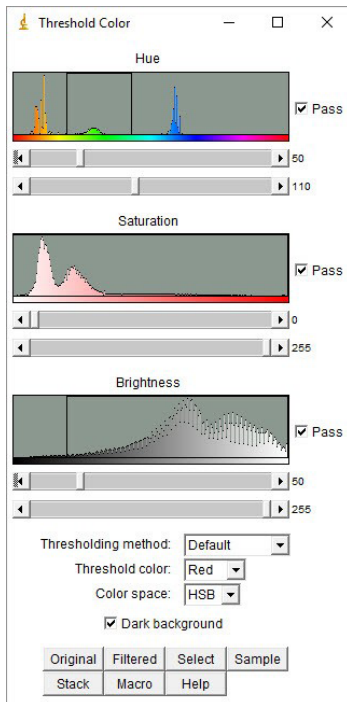 Threshold Color
Hue
Pass
50
110
Saturation
Pass
0
255
Brightness
Pass
50
255
Thresholding method: Default
Threshold color: Red
Color space: HSB
Dark background
Original Filtered Select Sample
Stack Macro Help